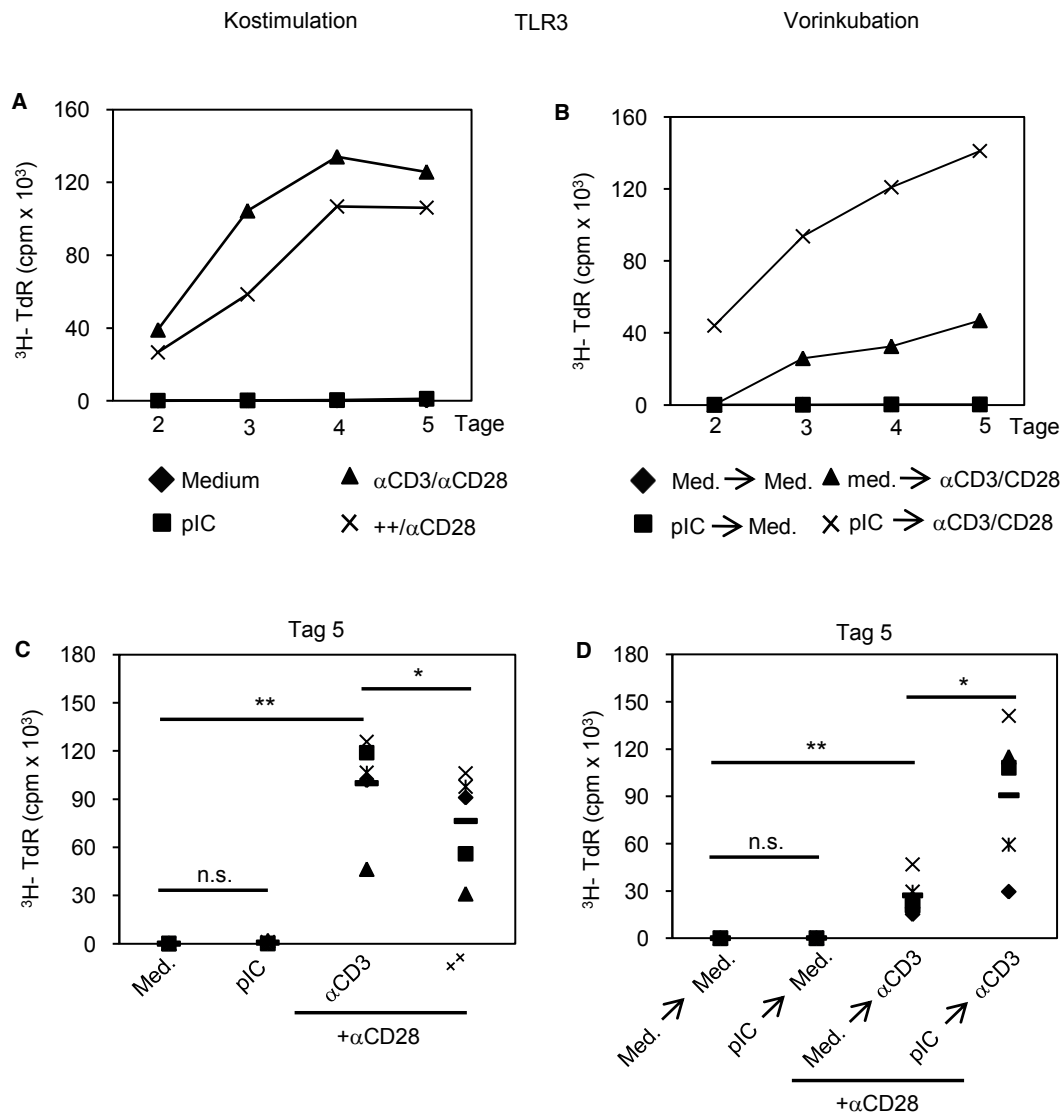 Kostimulation TLR3 Vorinkubation
A
160
120
80
40
0
³H- TdR (cpm x 10³)
2 3 4 5 Tage
Medium αCD3/αCD28
pIC ++/αCD28
B
160
120
80
40
0
³H- TdR (cpm x 10³)
2 3 4 5 Tage
Med. → Med. med. → αCD3/CD28
pIC → Med. pIC → αCD3/CD28
C
Tag 5
180
150
120
90
60
30
0
³H- TdR (cpm x 10³)
*
**
n.s.
Med. pIC αCD3 ++
+αCD28
D
Tag 5
180
150
120
90
60
30
0
³H- TdR (cpm x 10³)
*
**
n.s.
Med. → Med.
pIC → Med.
Med. → αCD3
pIC → αCD3
+αCD28